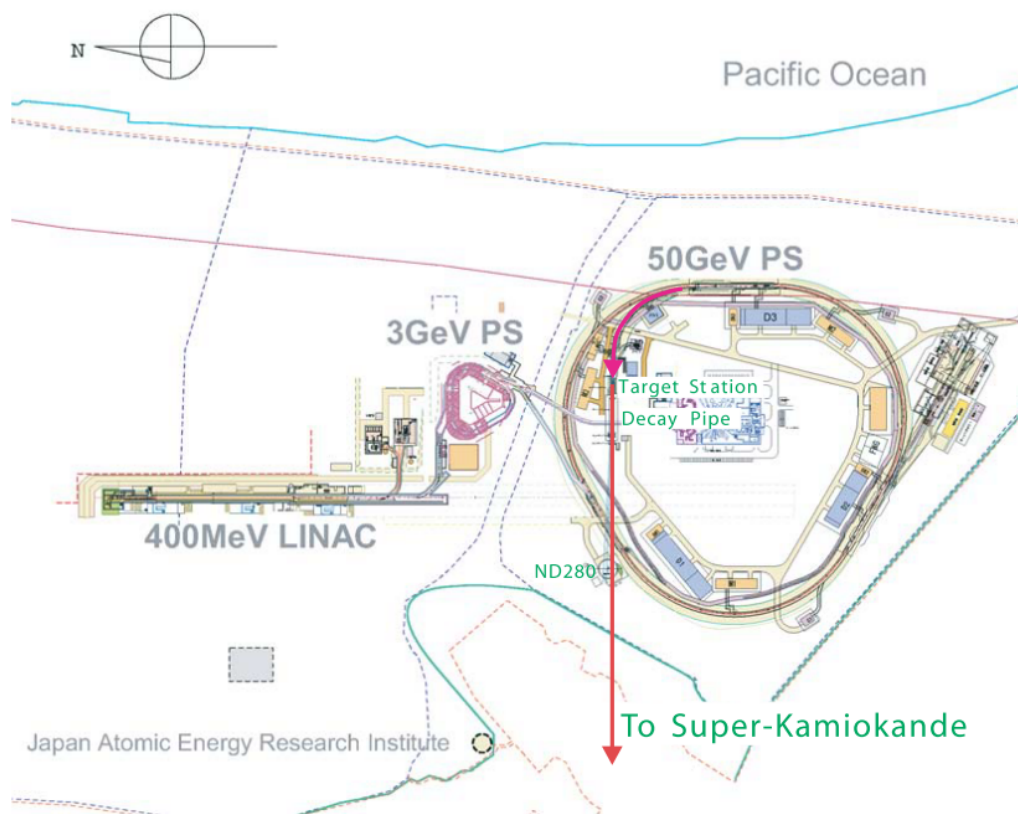 N
Pacific Ocean
50GeV PS
3GeV PS
D3
Target Station
Decay Pipe
400MeV LINAC
D2
D1
ND280
To Super-Kamiokande
Japan Atomic Energy Research Institute